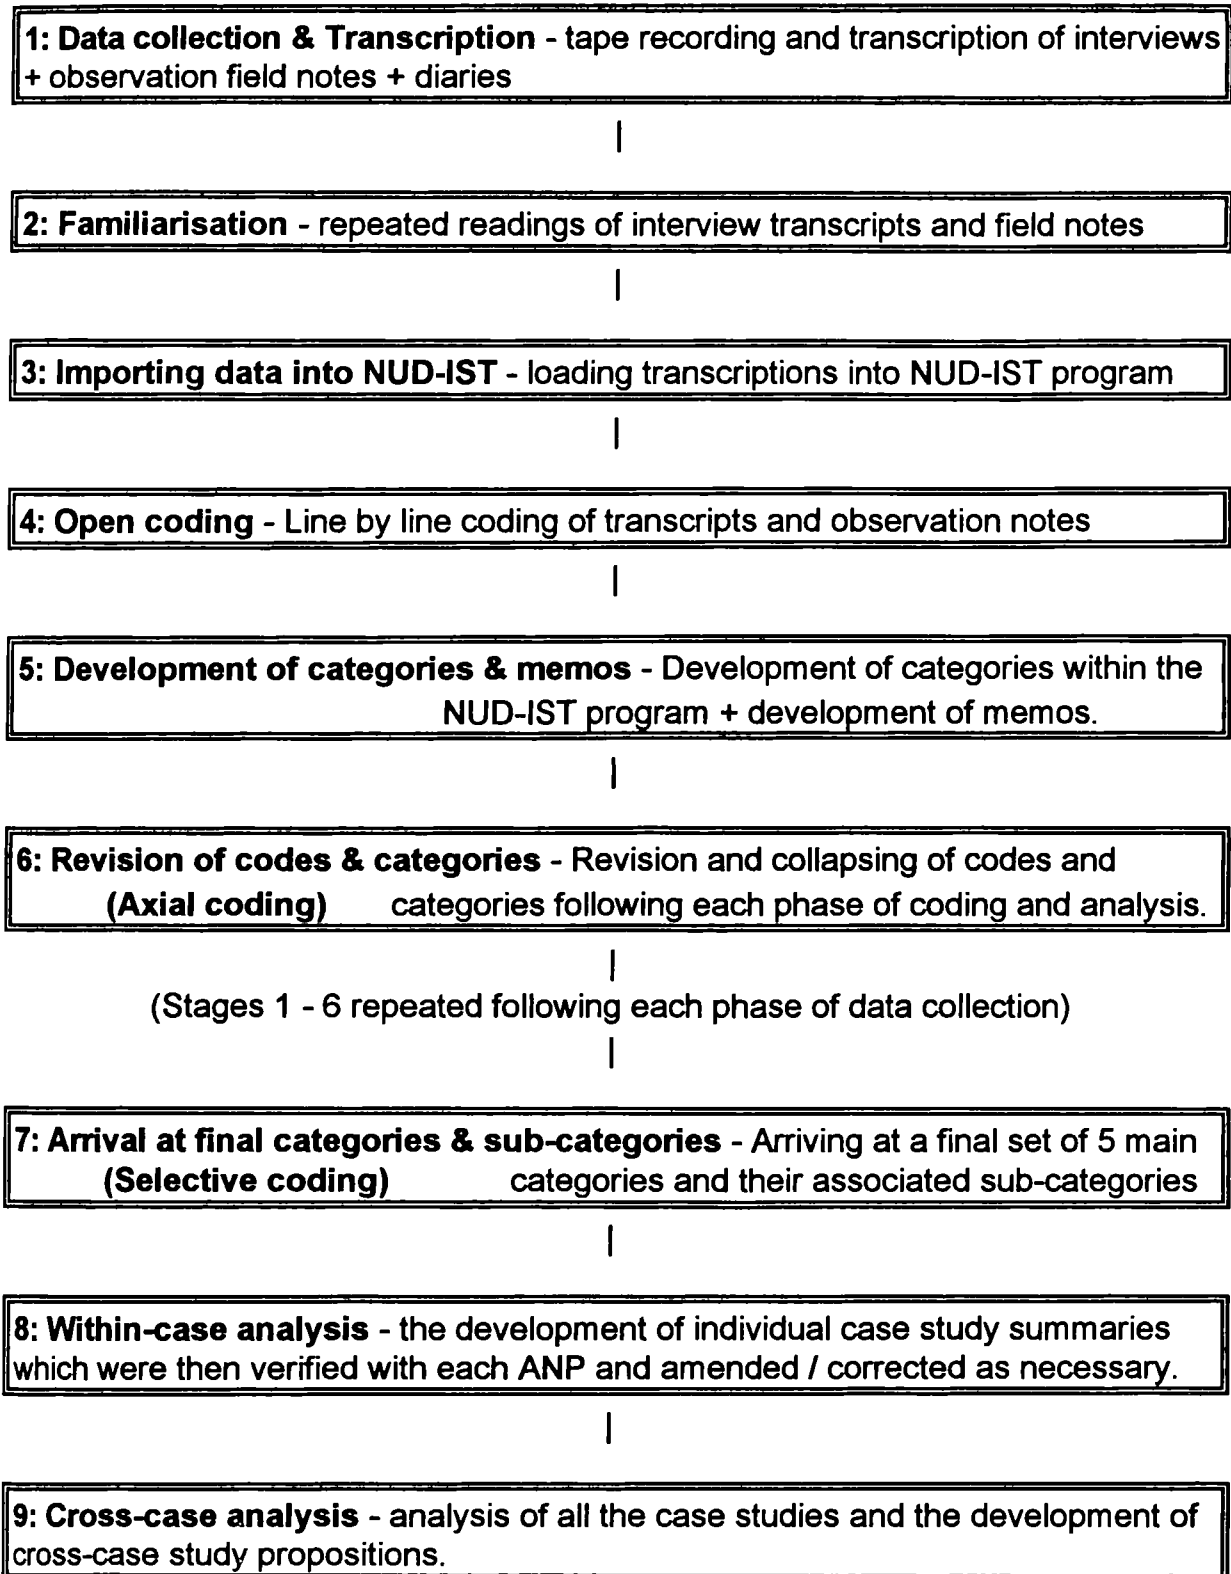 1: Data collection & Transcription - tape recording and transcription of interviews
+ observation field notes + diaries
2: Familiarisation - repeated readings of interview transcripts and field notes
3: Importing data into NUD-IST - loading transcriptions into NUD-IST program
4: Open coding - Line by line coding of transcripts and observation notes
5: Development of categories & memos - Development of categories within the
NUD-IST program + development of memos.
6: Revision of codes & categories - Revision and collapsing of codes and
(Axial coding) categories following each phase of coding and analysis.
(Stages 1 - 6 repeated following each phase of data collection)
7: Arrival at final categories & sub-categories - Arriving at a final set of 5 main
(Selective coding) categories and their associated sub-categories
8: Within-case analysis - the development of individual case study summaries
which were then verified with each ANP and amended / corrected as necessary.
9: Cross-case analysis - analysis of all the case studies and the development of
cross-case study propositions.